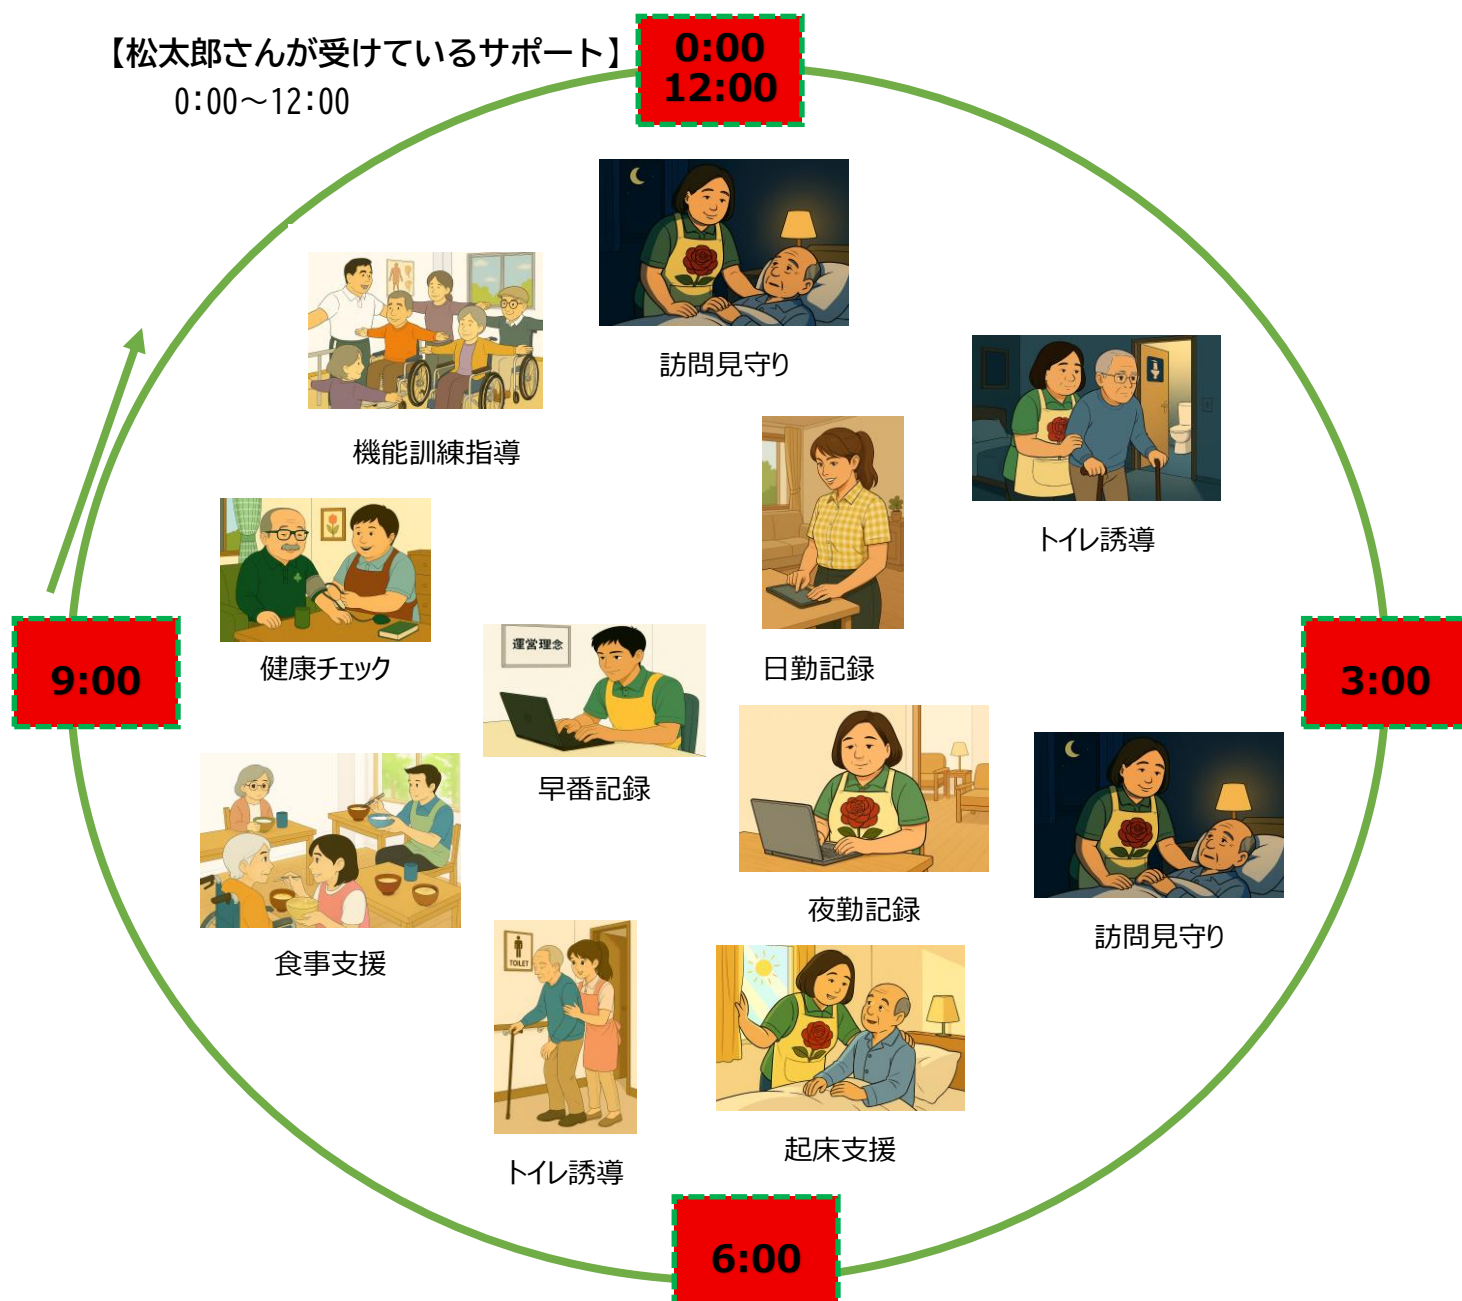 【松太郎さんが受けているサポート】
0:00～12:00
0:00
12:00
訪問見守り
機能訓練指導
トイレ誘導
健康チェック
日勤記録
9:00
3:00
運営理念
早番記録
夜勤記録
訪問見守り
食事支援
TOILET
トイレ誘導
起床支援
6:00